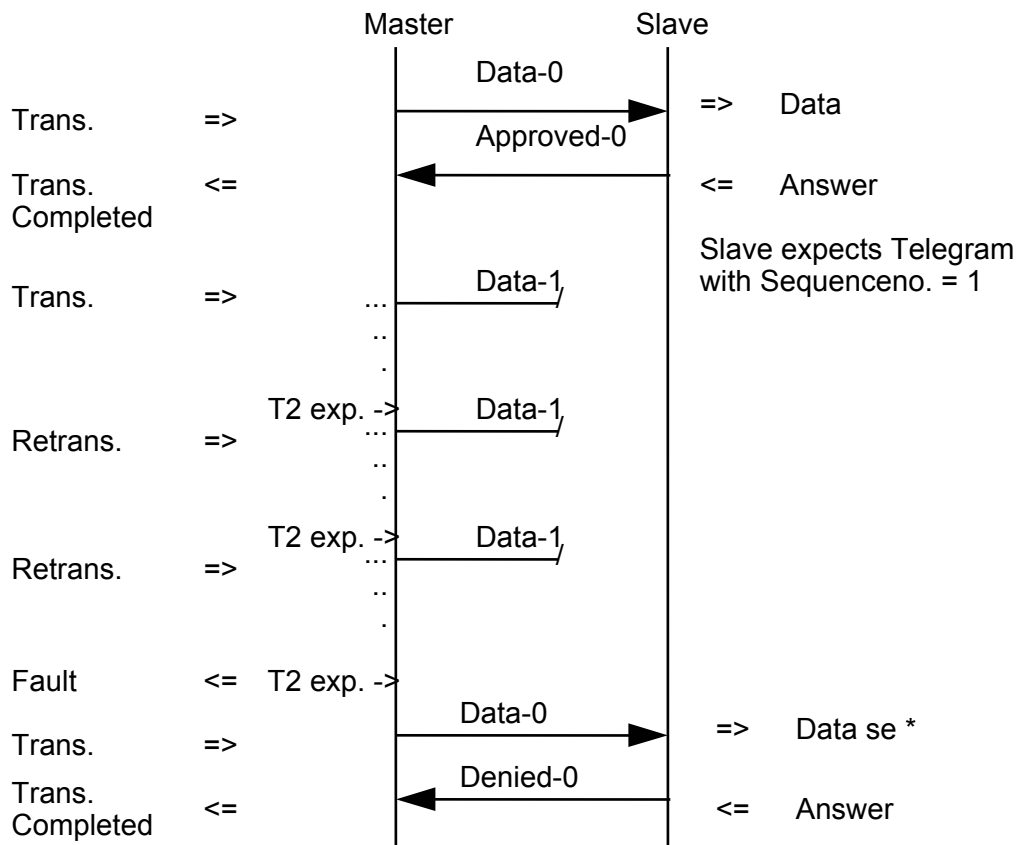 Master Slave
Data-0
Trans. => => Data
Approved-0
Trans. <= <= Answer
Completed
Slave expects Telegram
with Sequenceno. = 1
Data-1
Trans. => ...
..
.
T2 exp. -> Data-1
Retrans. => ...
..
.
T2 exp. -> Data-1
Retrans. => ...
..
.
Fault <= T2 exp. ->
Data-0
Trans. => => Data se *
Denied-0
Trans. <= <= Answer
Completed